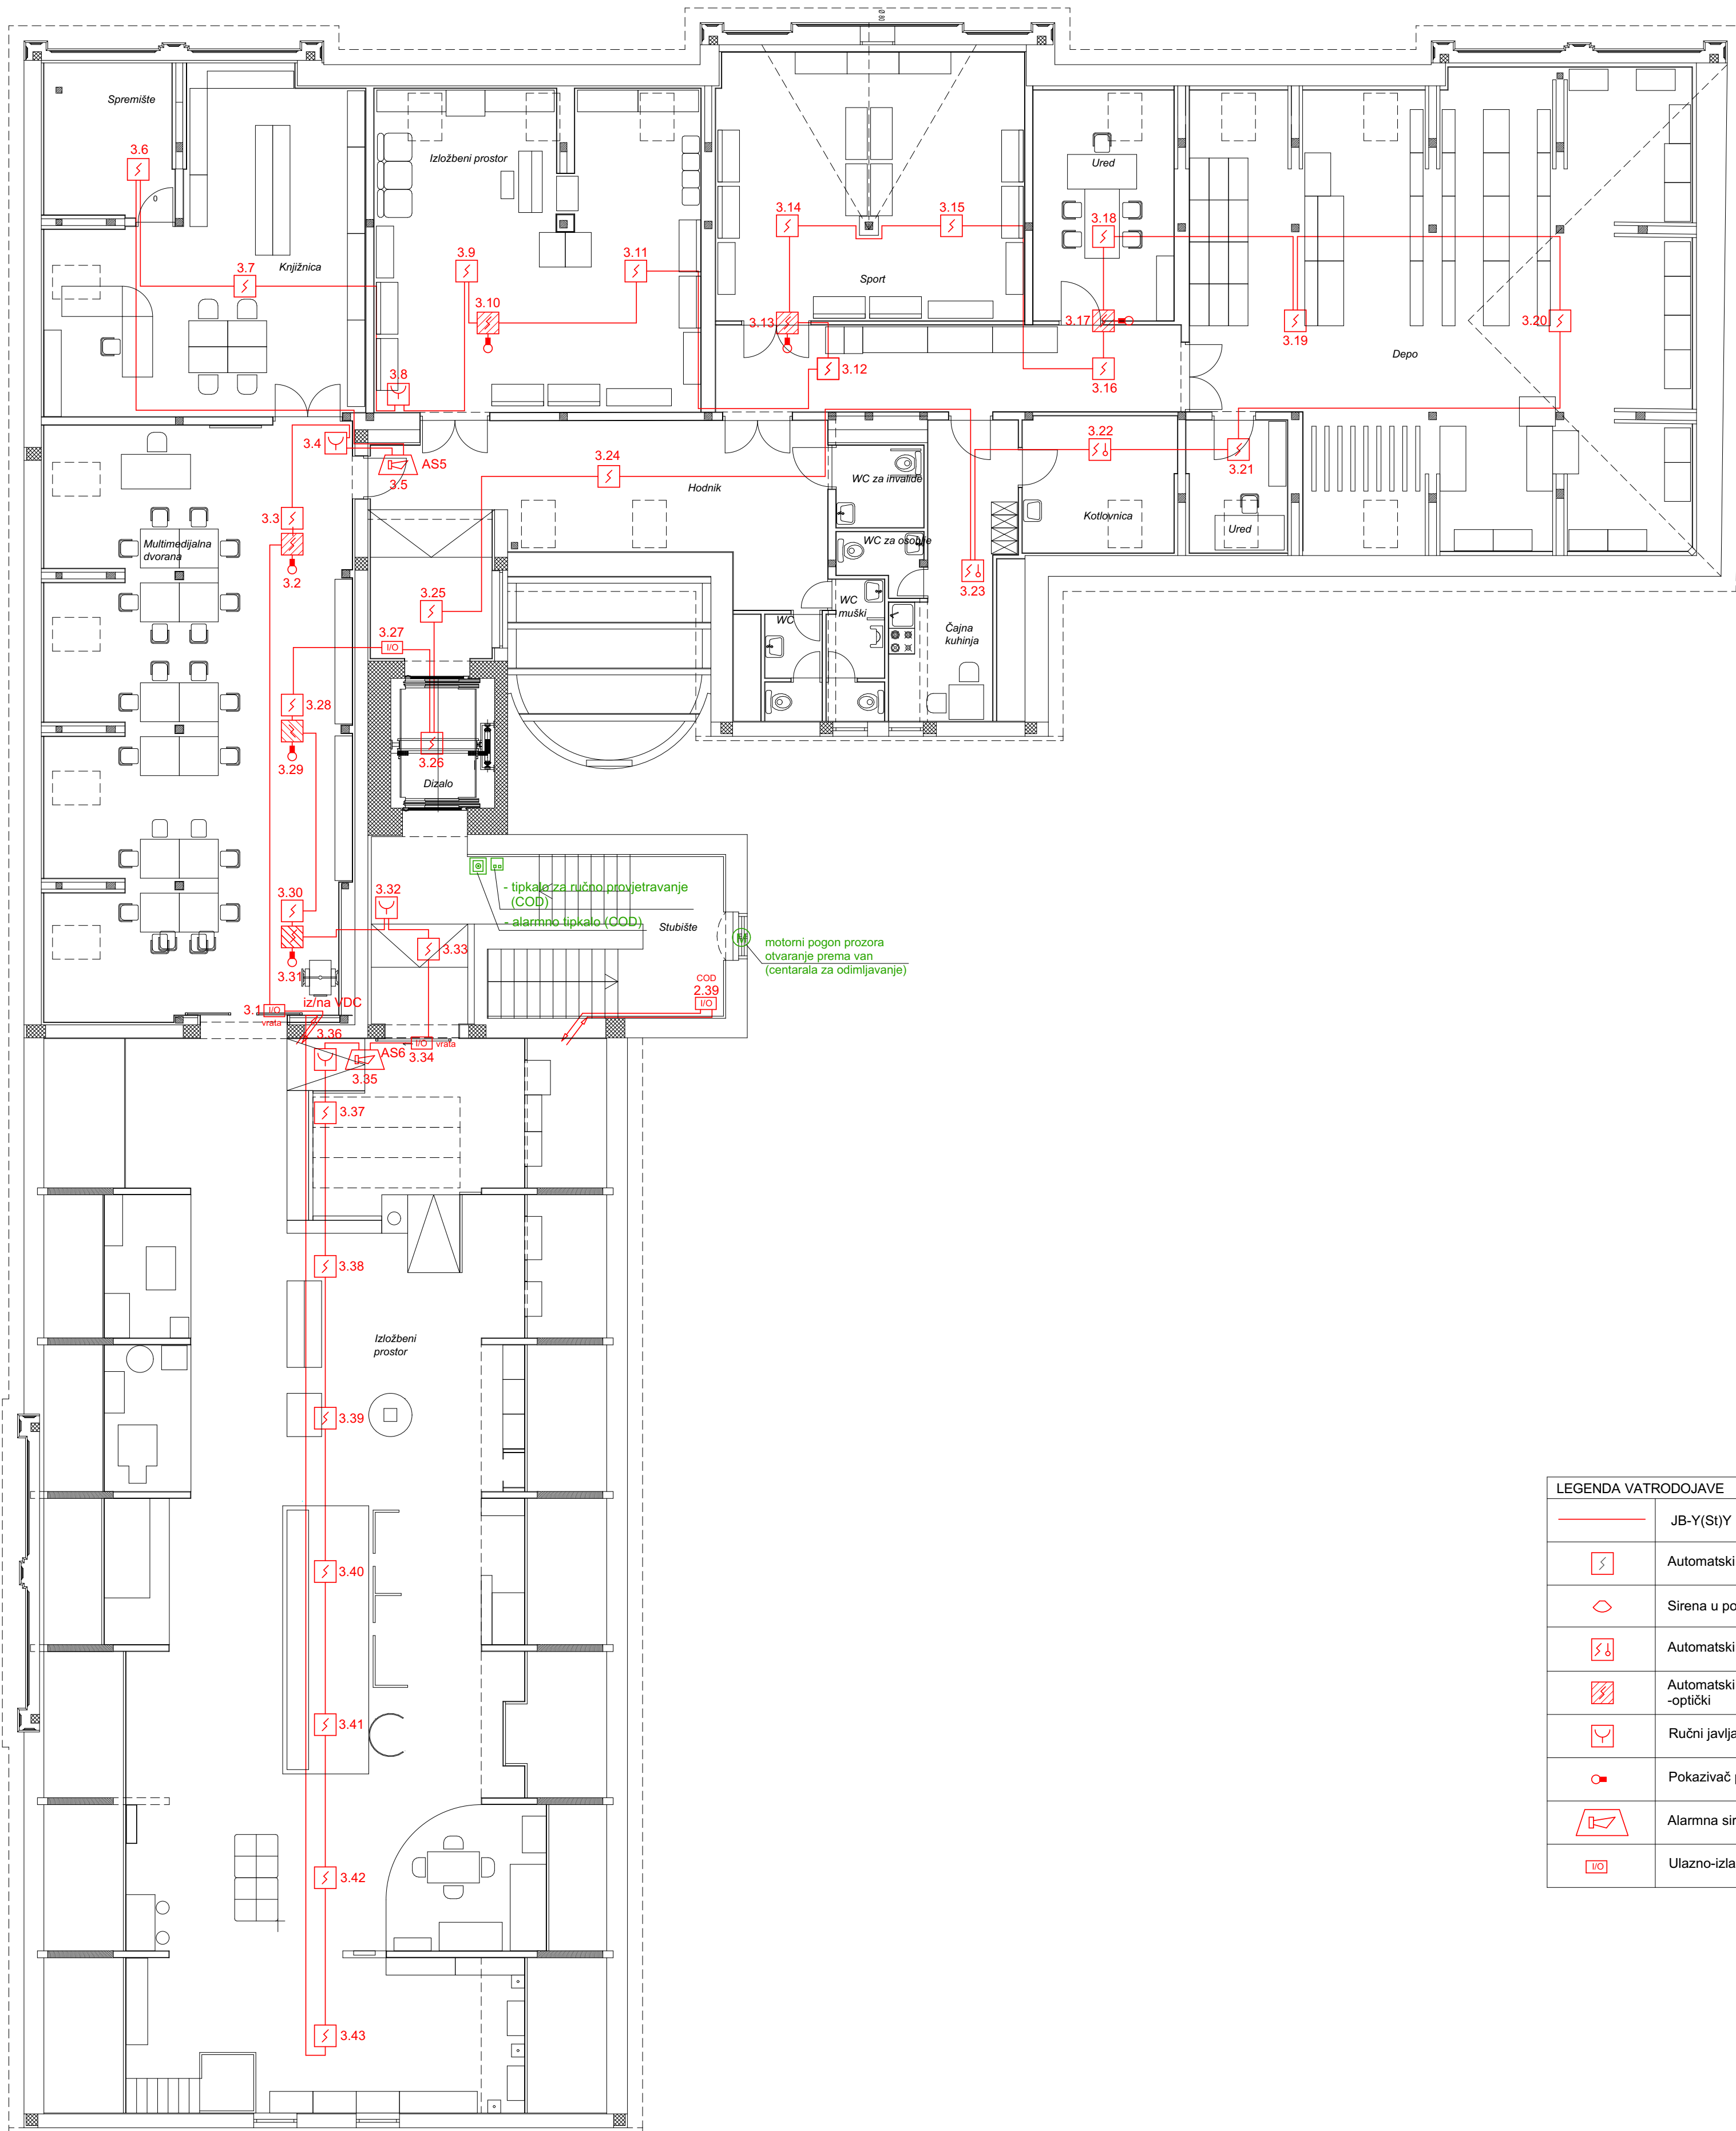 Ø 80
Spremište
3.6
0
Knjižnica
3.7
Izložbeni prostor
3.9
3.10
3.11
3.8
3.14
3.15
Sport
3.13
3.12
Ured
3.18
3.17
3.16
3.19
3.20
Depo
3.4
AS5
3.5
3.24
Hodnik
WC za invalide
WC za osoblje
3.22
3.21
Kotlovnica
Ured
3.3
Multimedijalna
dvorana
3.2
3.23
3.25
WC
WC
muški
Čajna
kuhinja
3.27
I/O
3.28
3.29
3.26
Dizalo
3.30
3.31
3.32
- tipkalo za ručno provjetravanje
(COD)
- alarmno tipkalo (COD)
Stubište
M
motorni pogon prozora
otvaranje prema van
(centarala za odimljavanje)
3.33
COD
2.39
I/O
3.1
I/O
iz/na VDC
vrata
3.36
AS6
3.35
I/O
vrata
3.34
3.37
3.38
Izložbeni
prostor
3.39
3.40
3.41
3.42
3.43
LEGENDA VATRODOJAVE
JB-Y(St)Y
Automatski
Sirena u po
Automatski
Automatski
-optički
Ručni javlja
Pokazivač p
Alarmna sir
I/O
Ulazno-izla